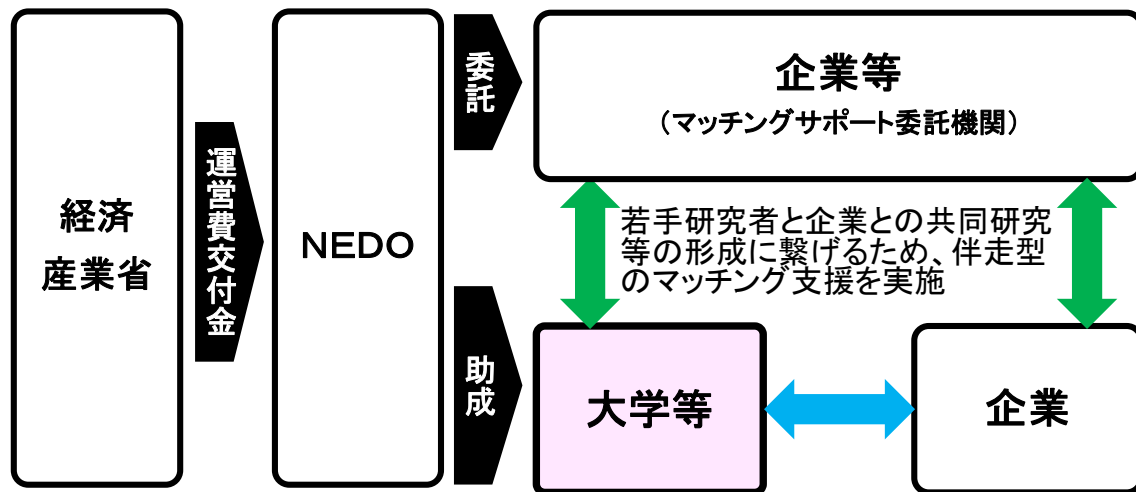 経済
産業省
運営費交付金
NEDO
委託
企業等
（マッチングサポート委託機関）
若手研究者と企業との共同研究
等の形成に繋げるため、伴走型
のマッチング支援を実施
助成
大学等
企業